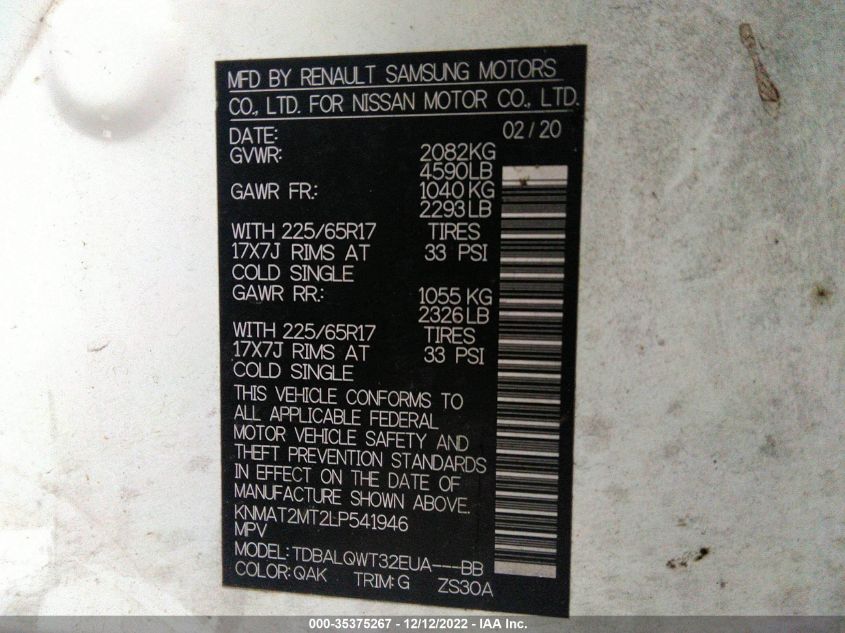 MFD BY RENAULT SAMSUNG MOTORS
CO., LTD. FOR NISSAN MOTOR CO., LTD.
DATE: 02/20
GVWR: 2082KG
4590LB
GAWR FR.: 1040KG
2293LB
WITH 225/65R17 TIRES
17X7J RIMS AT 33 PSI
COLD SINGLE
GAWR RR.: 1055 KG
2326LB
WITH 225/65R17 TIRES
17X7J RIMS AT 33 PSI
COLD SINGLE
THIS VEHICLE CONFORMS TO
ALL APPLICABLE FEDERAL
MOTOR VEHICLE SAFETY AND
THEFT PREVENTION STANDARDS
IN EFFECT ON THE DATE OF
MANUFACTURE SHOWN ABOVE.
KNMAT2MT2LP541946
MPV
MODEL: TDBALQWT32EUA---BB
COLOR: QAK TRIM: G ZS30A
000-35375267 - 12/12/2022 - IAA Inc.